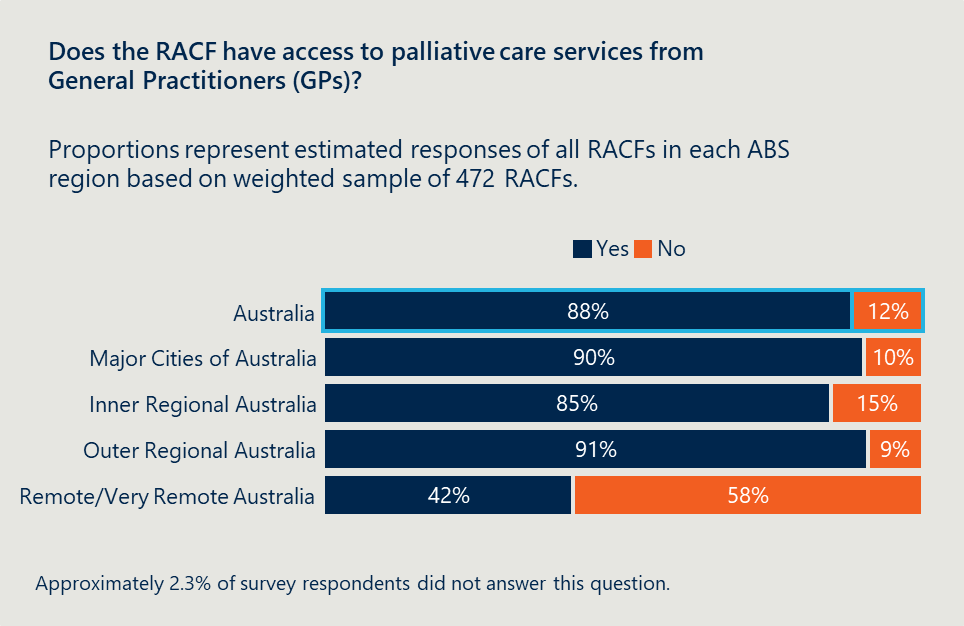 Does the RACF have access to palliative care services from
General Practitioners (GPs)?
Proportions represent estimated responses of all RACFs in each ABS
region based on weighted sample of 472 RACFs.
Yes No
Australia 88% 12%
Major Cities of Australia 90% 10%
Inner Regional Australia 85% 15%
Outer Regional Australia 91% 9%
Remote/Very Remote Australia 42% 58%
Approximately 2.3% of survey respondents did not answer this question.